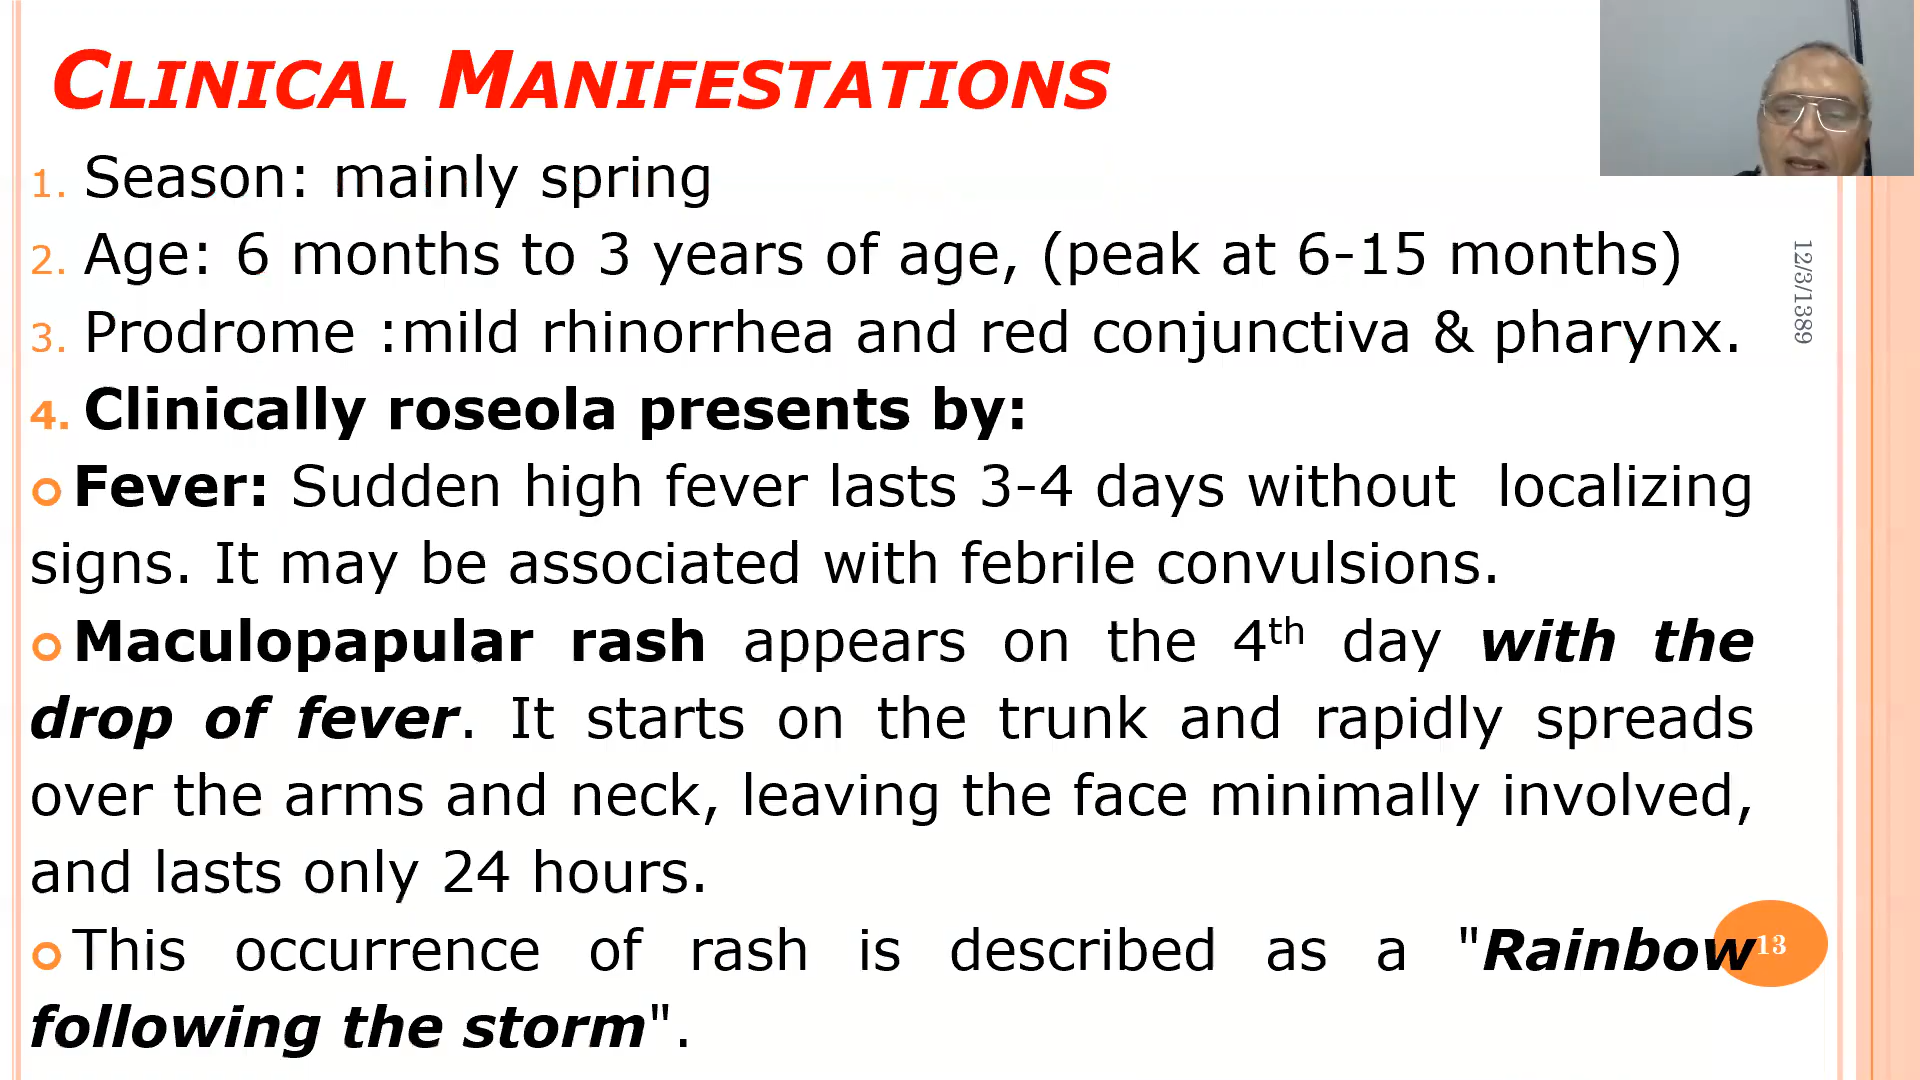 CLINICAL MANIFESTATIONS
1. Season: mainly spring
2. Age: 6 months to 3 years of age, (peak at 6-15 months)
3. Prodrome :mild rhinorrhea and red conjunctiva & pharynx.
4. Clinically roseola presents by:
Fever: Sudden high fever lasts 3-4 days without localizing
signs. It may be associated with febrile convulsions.
Maculopapular rash appears on the 4th day with the
drop of fever. It starts on the trunk and rapidly spreads
over the arms and neck, leaving the face minimally involved,
and lasts only 24 hours.
This occurrence of rash is described as a "Rainbow
following the storm".
12/3/1389
13